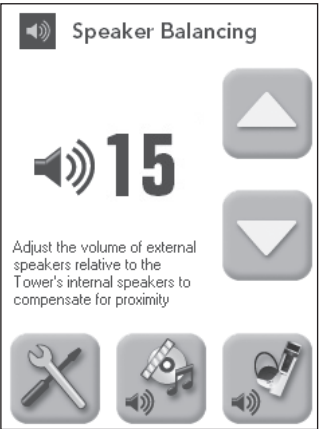 Speaker Balancing
15
Adjust the volume of external
speakers relative to the
Tower's internal speakers to
compensate for proximity